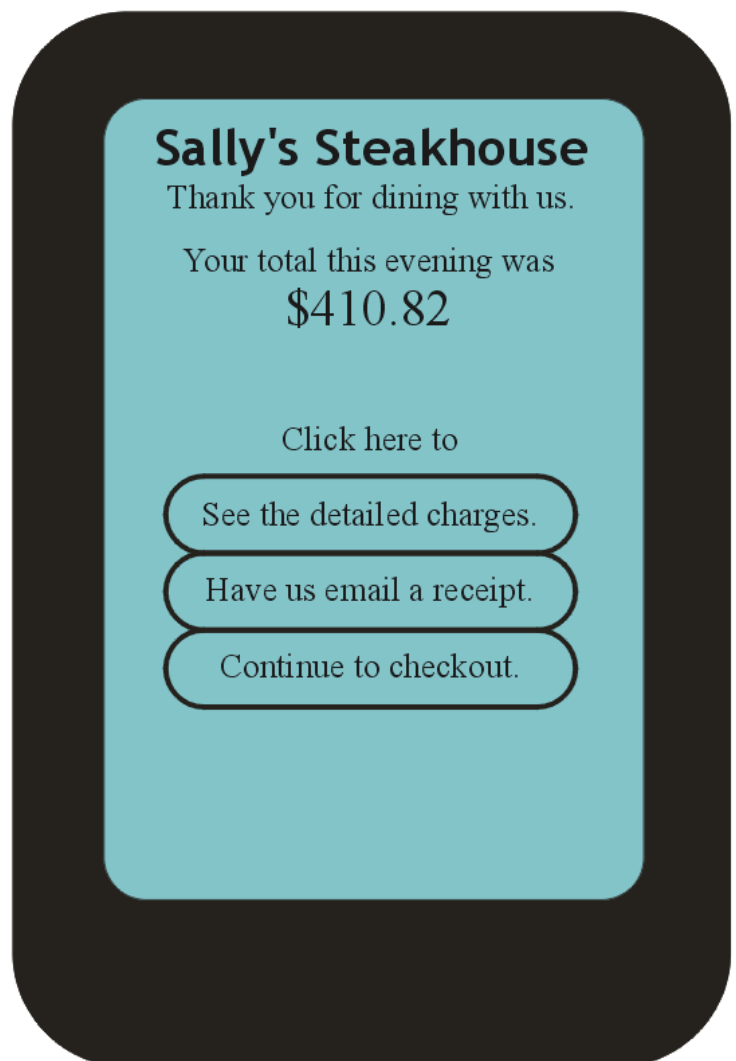 Sally's Steakhouse
Thank you for dining with us.
Your total this evening was
$410.82
Click here to
See the detailed charges.
Have us email a receipt.
Continue to checkout.